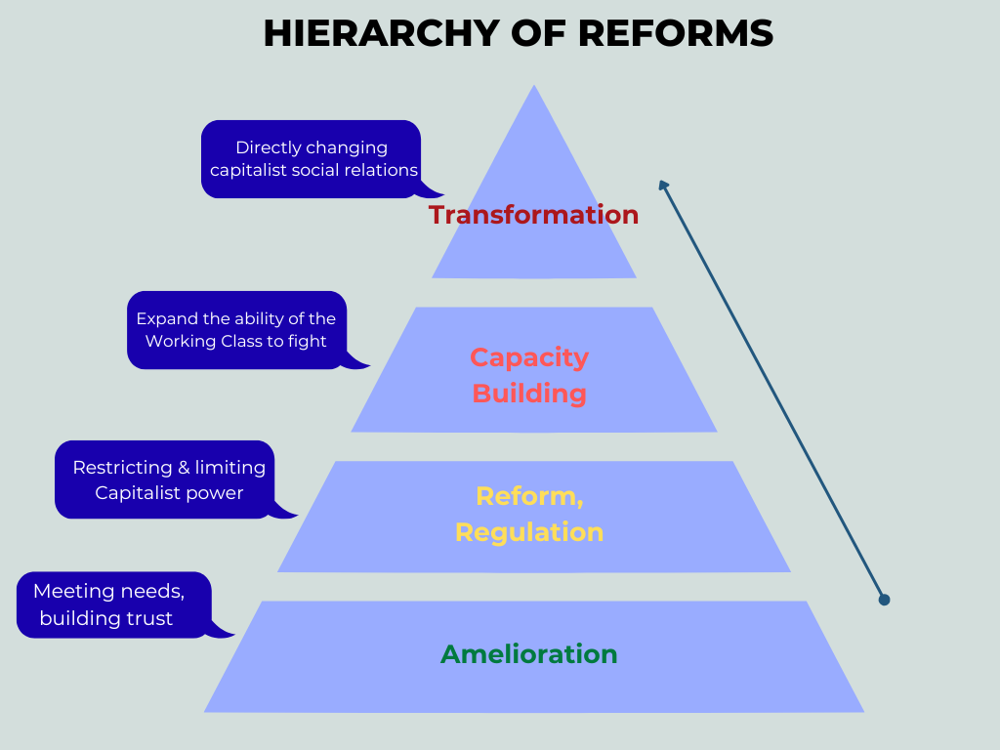 HIERARCHY OF REFORMS
Directly changing
capitalist social relations
Transformation
Expand the ability of the
Working Class to fight
Capacity
Building
Restricting & limiting
Capitalist power
Reform,
Regulation
Meeting needs,
building trust
Amelioration